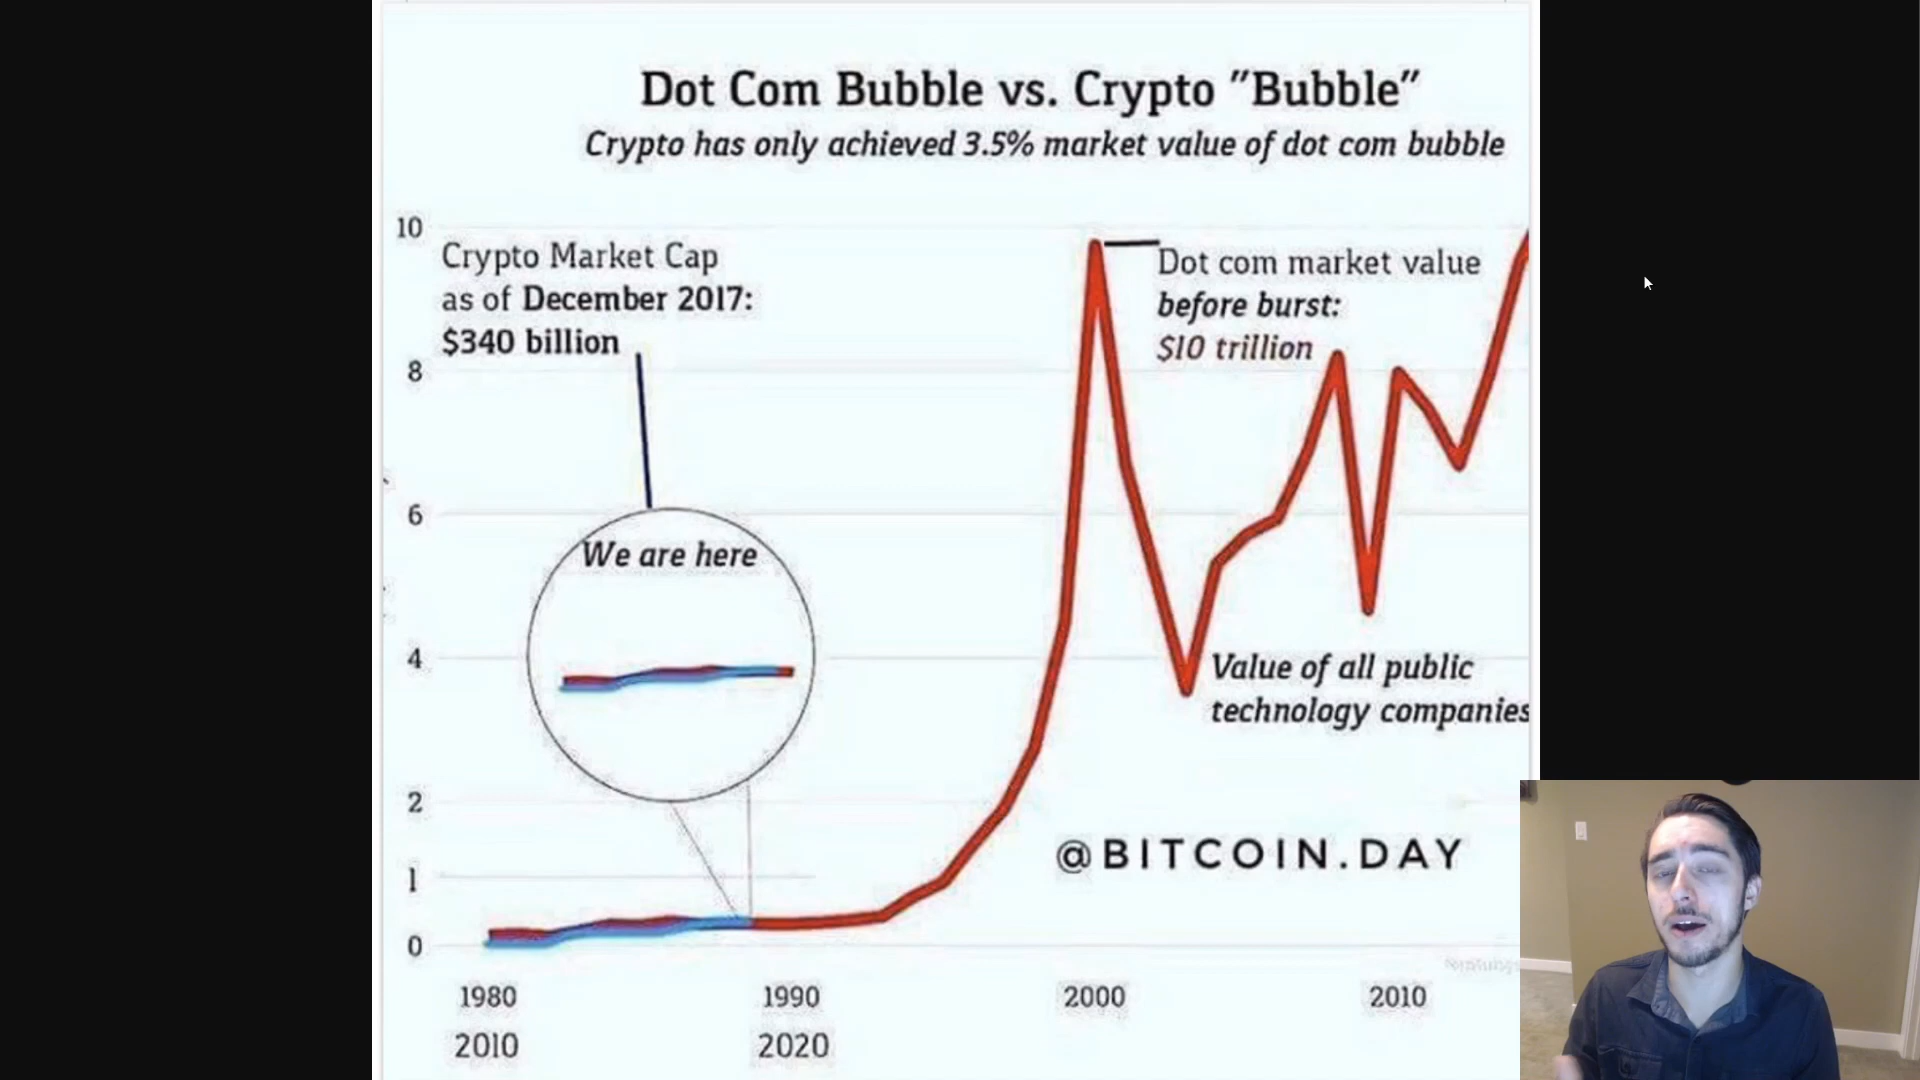 Dot Com Bubble vs. Crypto "Bubble"
Crypto has only achieved 3.5% market value of dot com bubble
10
Crypto Market Cap
as of December 2017:
$340 billion
Dot com market value
before burst:
$10 trillion
8
6
We are here
4
Value of all public
technology companies
2
@BITCOIN.DAY
1
0
1980
1990
2000
2010
2010
2020